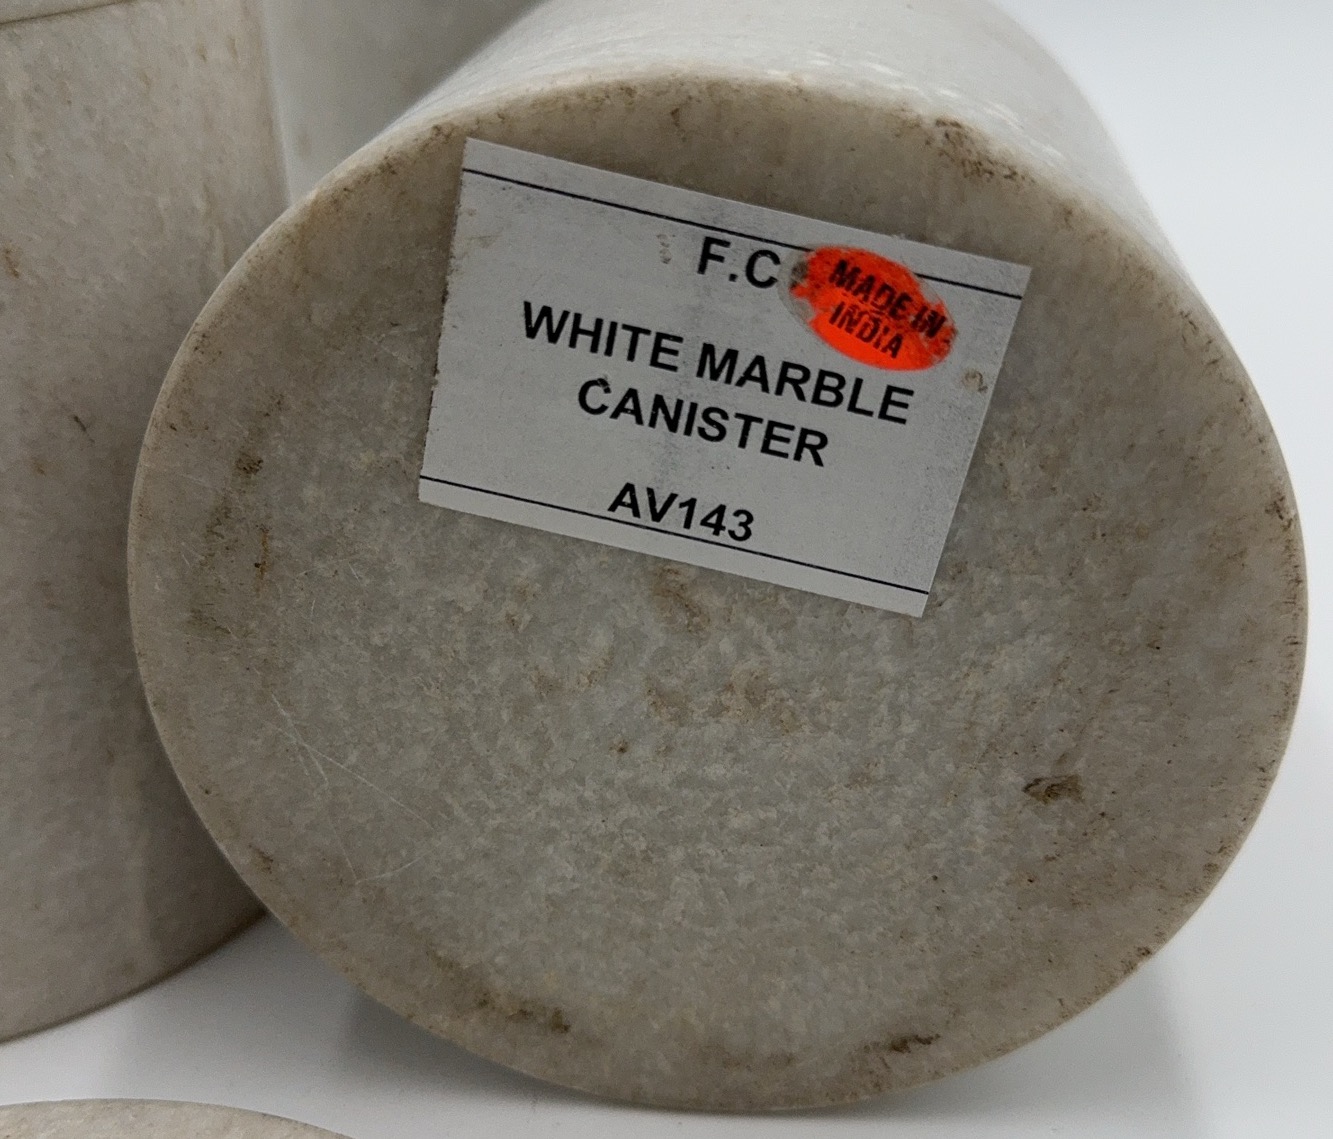 F.C
MADE IN
INDIA
WHITE MARBLE
CANISTER
AV143